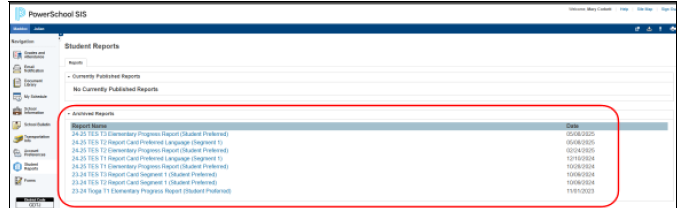 PowerSchool SIS
Welcome, Mary Corbett Help Site Map Sign Out
Navigation
Student Reports
Grades and Attendance
Reports
Email Notification
Currently Published Reports
Document Library
No Currently Published Reports
My Schedule
School Information
Archived Reports
School Bulletin
Report Name Date
24-25 TES T3 Elementary Progress Report (Student Preferred) 05/08/2025
Transportation Info
24-25 TES T2 Report Card Preferred Language (Segment 1) 05/08/2025
24-25 TES T2 Elementary Progress Report (Student Preferred) 02/24/2025
Account Preferences
24-25 TES T1 Report Card Preferred Language (Segment 1) 12/10/2024
24-25 TES T1 Elementary Progress Report (Student Preferred) 10/28/2024
Student Reports
23-24 TES T3 Report Card Segment 1 (Student Preferred) 10/09/2024
23-24 TES T2 Report Card Segment 1 (Student Preferred) 10/09/2024
Forms
23-24 Tioga T1 Elementary Progress Report (Student Preferred) 11/01/2023
District Code